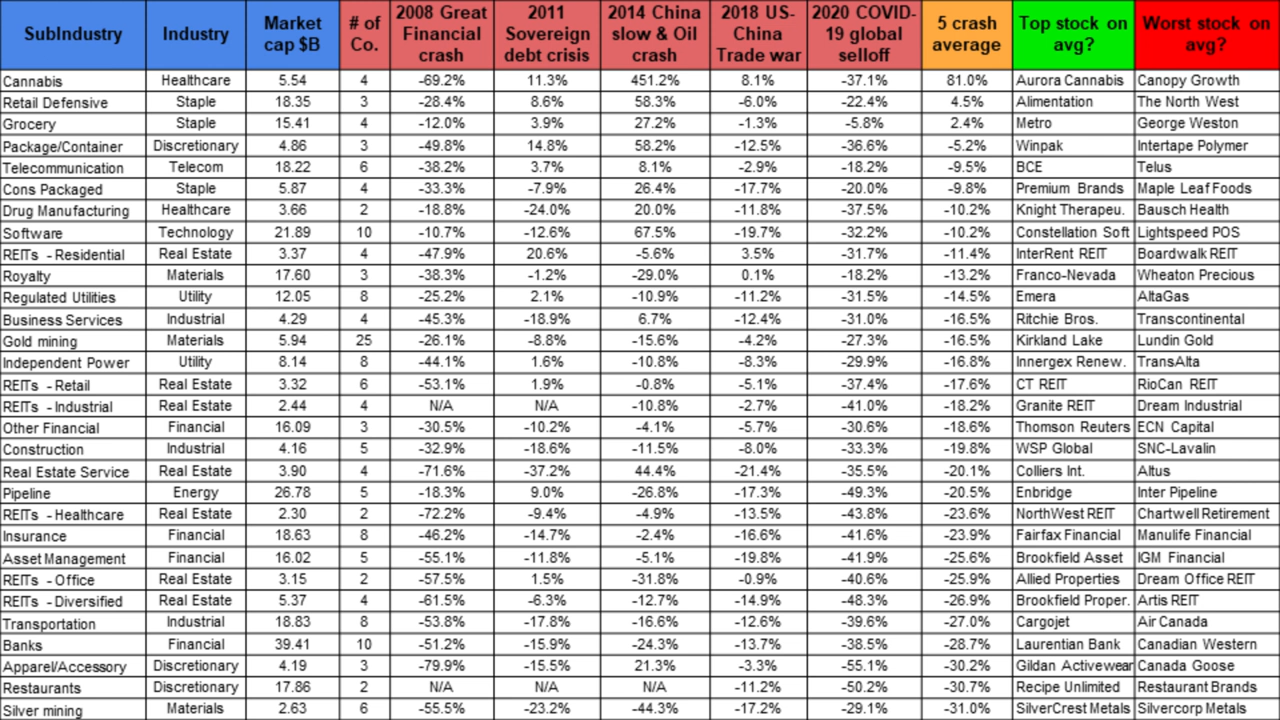 SubIndustry Industry Market cap $B # of Co. 2008 Great Financial crash 2011 Sovereign debt crisis 2014 China slow & Oil crash 2018 US-China Trade war 2020 COVID-19 global selloff 5 crash average Top stock on avg? Worst stock on avg?
Cannabis Healthcare 5.54 4 -69.2% 11.3% 451.2% 8.1% -37.1% 81.0% Aurora Cannabis Canopy Growth
Retail Defensive Staple 18.35 3 -28.4% 8.6% 58.3% -6.0% -22.4% 4.5% Alimentation The North West
Grocery Staple 15.41 4 -12.0% 3.9% 27.2% -1.3% -5.8% 2.4% Metro George Weston
Package/Container Discretionary 4.86 3 -49.8% 14.8% 58.2% -12.5% -36.6% -5.2% Winpak Intertape Polymer
Telecommunication Telecom 18.22 6 -38.2% 3.7% 8.1% -2.9% -18.2% -9.5% BCE Telus
Cons Packaged Staple 5.87 4 -33.3% -7.9% 26.4% -17.7% -20.0% -9.8% Premium Brands Maple Leaf Foods
Drug Manufacturing Healthcare 3.66 2 -18.8% -24.0% 20.0% -11.8% -37.5% -10.2% Knight Therapeu. Bausch Health
Software Technology 21.89 10 -10.7% -12.6% 67.5% -19.7% -32.2% -10.2% Constellation Soft Lightspeed POS
REITs - Residential Real Estate 3.37 4 -47.9% 20.6% -5.6% 3.5% -31.7% -11.4% InterRent REIT Boardwalk REIT
Royalty Materials 17.60 3 -38.3% -1.2% -29.0% 0.1% -18.2% -13.2% Franco-Nevada Wheaton Precious
Regulated Utilities Utility 12.05 8 -25.2% 2.1% -10.9% -11.2% -31.5% -14.5% Emera AltaGas
Business Services Industrial 4.29 4 -45.3% -18.9% 6.7% -12.4% -31.0% -16.5% Ritchie Bros. Transcontinental
Gold mining Materials 5.94 25 -26.1% -8.8% -15.6% -4.2% -27.3% -16.5% Kirkland Lake Lundin Gold
Independent Power Utility 8.14 8 -44.1% 1.6% -10.8% -8.3% -29.9% -16.8% Innergex Renew. TransAlta
REITs - Retail Real Estate 3.32 6 -53.1% 1.9% -0.8% -5.1% -37.4% -17.6% CT REIT RioCan REIT
REITs - Industrial Real Estate 2.44 4 N/A N/A -10.8% -2.7% -41.0% -18.2% Granite REIT Dream Industrial
Other Financial Financial 16.09 3 -30.5% -10.2% -4.1% -5.7% -30.6% -18.6% Thomson Reuters ECN Capital
Construction Industrial 4.16 5 -32.9% -18.6% -11.5% -8.0% -33.3% -19.8% WSP Global SNC-Lavalin
Real Estate Service Real Estate 3.90 4 -71.6% -37.2% 44.4% -21.4% -35.5% -20.1% Colliers Int. Altus
Pipeline Energy 26.78 5 -18.3% 9.0% -26.8% -17.3% -49.3% -20.5% Enbridge Inter Pipeline
REITs - Healthcare Real Estate 2.30 2 -72.2% -9.4% -4.9% -13.5% -43.8% -23.6% NorthWest REIT Chartwell Retirement
Insurance Financial 18.63 8 -46.2% -14.7% -2.4% -16.6% -41.6% -23.9% Fairfax Financial Manulife Financial
Asset Management Financial 16.02 5 -55.1% -11.8% -5.1% -19.8% -41.9% -25.6% Brookfield Asset IGM Financial
REITs - Office Real Estate 3.15 2 -57.5% 1.5% -31.8% -0.9% -40.6% -25.9% Allied Properties Dream Office REIT
REITs - Diversified Real Estate 5.37 4 -61.5% -6.3% -12.7% -14.9% -48.3% -26.9% Brookfield Proper. Artis REIT
Transportation Industrial 18.83 8 -53.8% -17.8% -16.6% -12.6% -39.6% -27.0% Cargojet Air Canada
Banks Financial 39.41 10 -51.2% -15.9% -24.3% -13.7% -38.5% -28.7% Laurentian Bank Canadian Western
Apparel/Accessory Discretionary 4.19 3 -79.9% -15.5% 21.3% -3.3% -55.1% -30.2% Gildan Activewear Canada Goose
Restaurants Discretionary 17.86 2 N/A N/A N/A -11.2% -50.2% -30.7% Recipe Unlimited Restaurant Brands
Silver mining Materials 2.63 6 -55.5% -23.2% -44.3% -17.2% -29.1% -31.0% SilverCrest Metals Silvercorp Metals